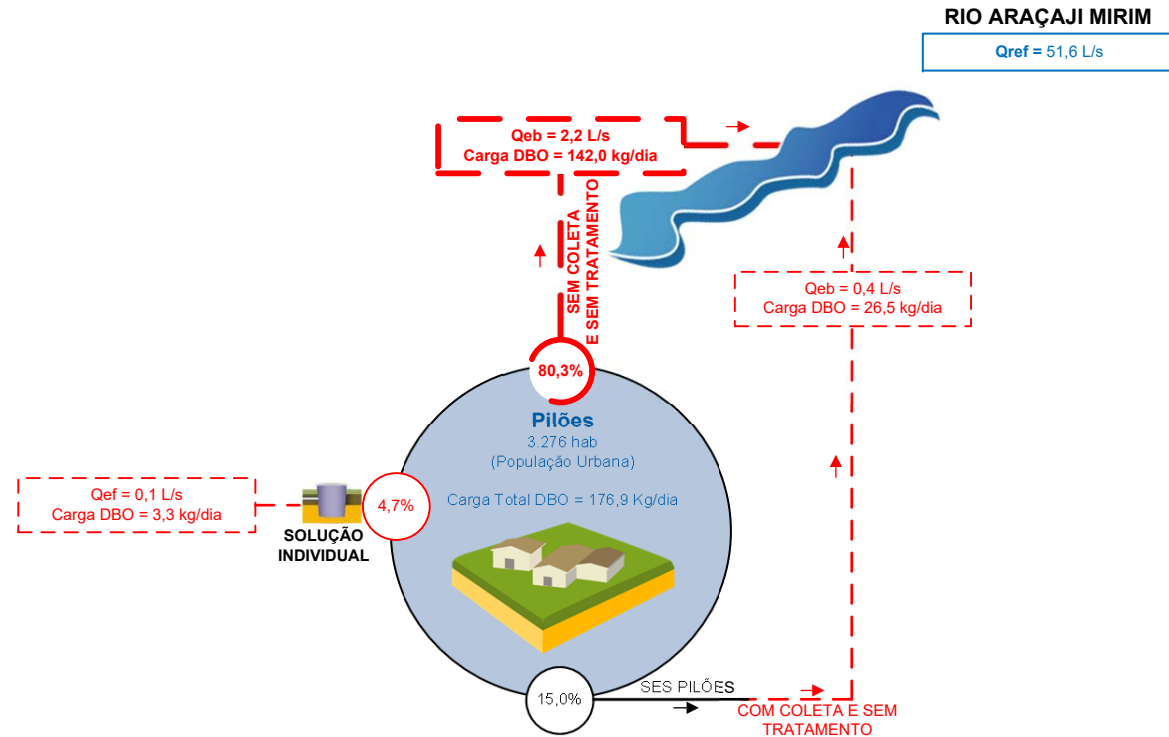 RIO ARAÇAJI MIRIM
Qref = 51,6 L/s
Qeb = 2,2 L/s
Carga DBO = 142,0 kg/dia
SEM COLETA
E SEM TRATAMENTO
Qeb = 0,4 L/s
Carga DBO = 26,5 kg/dia
80,3%
Pilões
3.276 hab
(População Urbana)
Carga Total DBO = 176,9 Kg/dia
Qef = 0,1 L/s
Carga DBO = 3,3 kg/dia
4,7%
SOLUÇÃO
INDIVIDUAL
15,0%
SES PILÕES
COM COLETA E SEM
TRATAMENTO